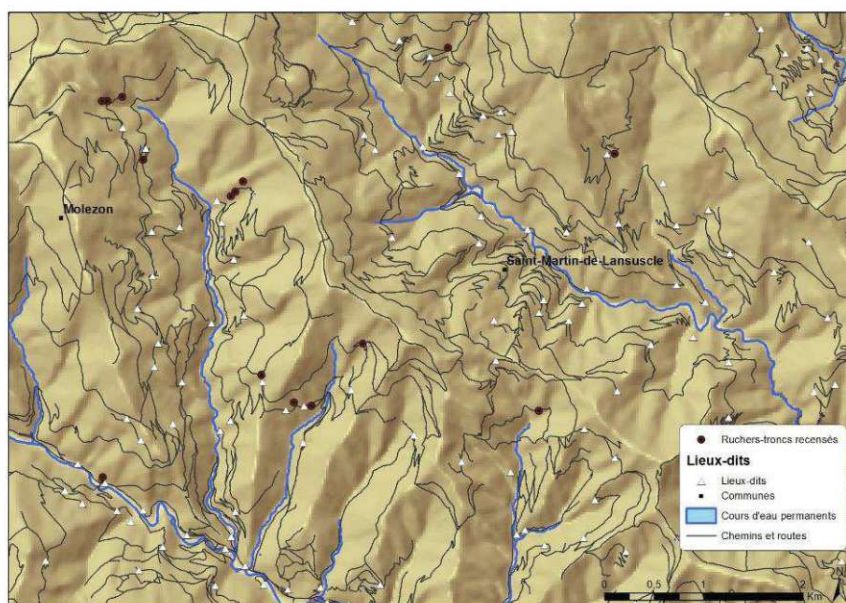 Molezon
Saint-Martin-de-Lansuscle
Ruchers-troncs recensés
Lieux-dits
Lieux-dits
Communes
Cours d'eau permanents
Chemins et routes
0 0,5 1 2
Km
N